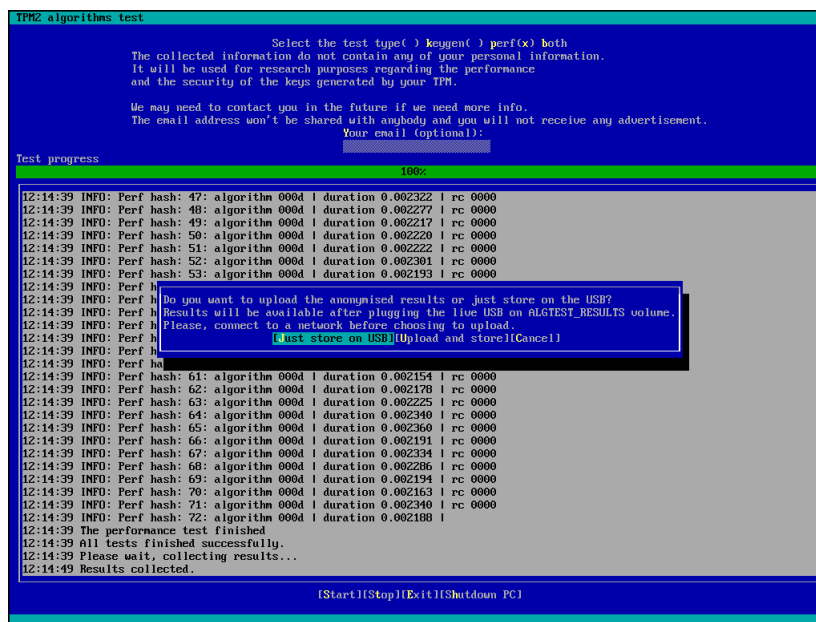 TPM2 algorithms test
Select the test type( ) keygen( ) perf(x) both
The collected information do not contain any of your personal information.
It will be used for research purposes regarding the performance
and the security of the keys generated by your TPM.
We may need to contact you in the future if we need more info.
The email address won't be shared with anybody and you will not receive any advertisement.
Your email (optional):
Test progress
100%
12:14:39 INFO: Perf hash: 47: algorithm 000d | duration 0.002322 | rc 0000
12:14:39 INFO: Perf hash: 48: algorithm 000d | duration 0.002277 | rc 0000
12:14:39 INFO: Perf hash: 49: algorithm 000d | duration 0.002217 | rc 0000
12:14:39 INFO: Perf hash: 50: algorithm 000d | duration 0.002220 | rc 0000
12:14:39 INFO: Perf hash: 51: algorithm 000d | duration 0.002222 | rc 0000
12:14:39 INFO: Perf hash: 52: algorithm 000d | duration 0.002301 | rc 0000
12:14:39 INFO: Perf hash: 53: algorithm 000d | duration 0.002193 | rc 0000
12:14:39 INFO: Perf h
12:14:39 INFO: Perf h
Do you want to upload the anonymised results or just store on the USB?
12:14:39 INFO: Perf h
Results will be available after plugging the live USB on ALGTEST_RESULTS volume.
12:14:39 INFO: Perf h
Please, connect to a network before choosing to upload.
12:14:39 INFO: Perf h
[Just store on USB][Upload and store][Cancel]
12:14:39 INFO: Perf h
12:14:39 INFO: Perf ha
12:14:39 INFO: Perf hash: 61: algorithm 000d | duration 0.002154 | rc 0000
12:14:39 INFO: Perf hash: 62: algorithm 000d | duration 0.002178 | rc 0000
12:14:39 INFO: Perf hash: 63: algorithm 000d | duration 0.002225 | rc 0000
12:14:39 INFO: Perf hash: 64: algorithm 000d | duration 0.002340 | rc 0000
12:14:39 INFO: Perf hash: 65: algorithm 000d | duration 0.002360 | rc 0000
12:14:39 INFO: Perf hash: 66: algorithm 000d | duration 0.002191 | rc 0000
12:14:39 INFO: Perf hash: 67: algorithm 000d | duration 0.002334 | rc 0000
12:14:39 INFO: Perf hash: 68: algorithm 000d | duration 0.002286 | rc 0000
12:14:39 INFO: Perf hash: 69: algorithm 000d | duration 0.002194 | rc 0000
12:14:39 INFO: Perf hash: 70: algorithm 000d | duration 0.002163 | rc 0000
12:14:39 INFO: Perf hash: 71: algorithm 000d | duration 0.002340 | rc 0000
12:14:39 INFO: Perf hash: 72: algorithm 000d | duration 0.002188 |
12:14:39 The performance test finished
12:14:39 All tests finished successfully.
12:14:39 Please wait, collecting results...
12:14:49 Results collected.
[Start][Stop][Exit][Shutdown PC]